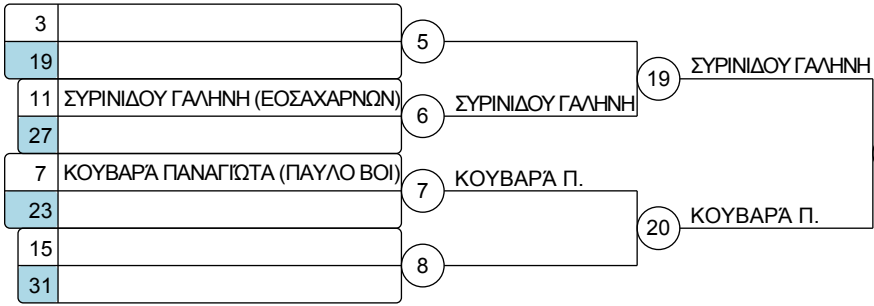 3
5
19
19 ΣΥΡΙΝΙΔΟΥ ΓΑΛΗΝΗ
11 ΣΥΡΙΝΙΔΟΥ ΓΑΛΗΝΗ (ΕΟΣΑΧΑΡΝΩΝ)
6 ΣΥΡΙΝΙΔΟΥ ΓΑΛΗΝΗ
27
7 ΚΟΥΒΑΡΆ ΠΑΝΑΓΙΏΤΑ (ΠΑΥΛΟ ΒΟΙ)
7 ΚΟΥΒΑΡΆ Π.
23
20 ΚΟΥΒΑΡΆ Π.
15
8
31